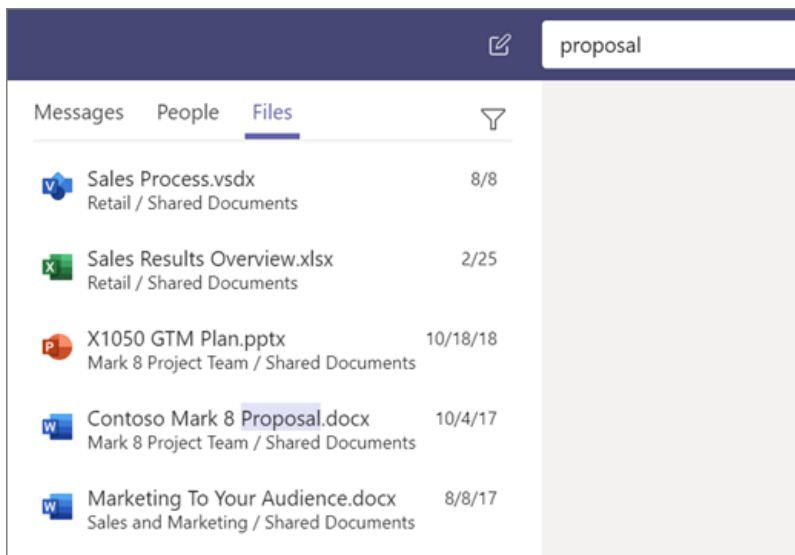 proposal
Messages People Files
Sales Process.vsdx 8/8
Retail / Shared Documents
Sales Results Overview.xlsx 2/25
Retail / Shared Documents
X1050 GTM Plan.pptx 10/18/18
Mark 8 Project Team / Shared Documents
Contoso Mark 8 Proposal.docx 10/4/17
Mark 8 Project Team / Shared Documents
Marketing To Your Audience.docx 8/8/17
Sales and Marketing / Shared Documents